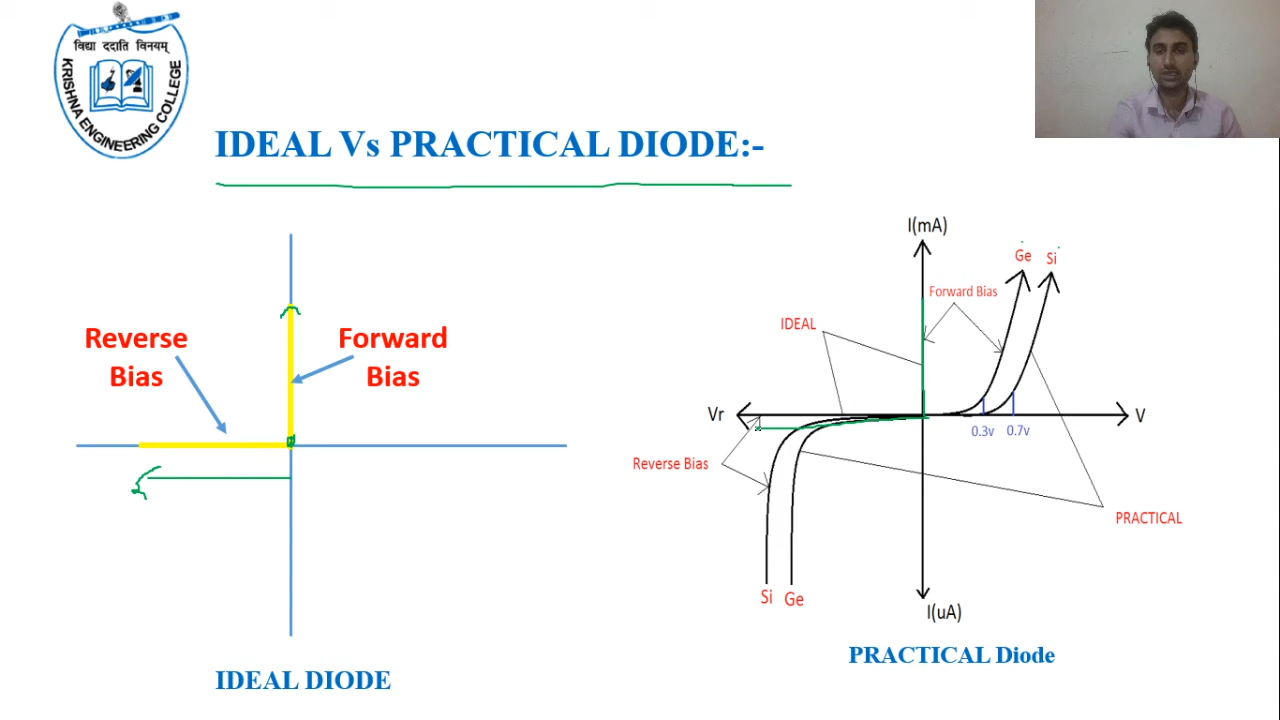 विद्या ददाति विनयम्
KRISHNA ENGINEERING COLLEGE
IDEAL Vs PRACTICAL DIODE:-
Reverse
Bias
Forward
Bias
IDEAL DIODE
I(mA)
Ge
Si
Forward Bias
IDEAL
Vr
V
0.3v
0.7v
Reverse Bias
PRACTICAL
Si
Ge
I(uA)
PRACTICAL Diode